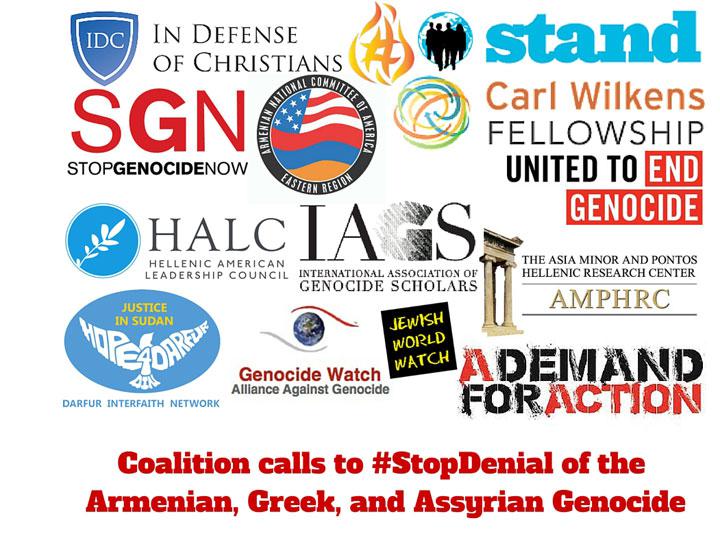 IDC
IN DEFENSE
OF CHRISTIANS
stand
SGN
STOPGENOCIDENOW
ARMENIAN NATIONAL COMMITTEE OF AMERICA
EASTERN REGION
Carl Wilkens
FELLOWSHIP
UNITED TO END
GENOCIDE
HALC
HELLENIC AMERICAN
LEADERSHIP COUNCIL
IAGS
INTERNATIONAL ASSOCIATION OF
GENOCIDE SCHOLARS
THE ASIA MINOR AND PONTOS
HELLENIC RESEARCH CENTER
AMPHRC
JUSTICE
IN SUDAN
HOPE4DARFUR
DIN
DARFUR INTERFAITH NETWORK
Genocide Watch
Alliance Against Genocide
JEWISH
WORLD
WATCH
A DEMAND
FOR ACTION
Coalition calls to #StopDenial of the
Armenian, Greek, and Assyrian Genocide